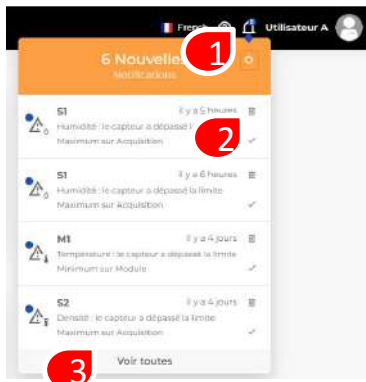 French Utilisateur A
6 Nouvelles
Notifications
1
S1 il y a 5 heures
Humidité : le capteur a dépassé
Maximum sur Acquisition
2
S1 il y a 6 heures
Humidité : le capteur a dépassé la limite
Maximum sur Acquisition
M1 il y a 4 jours
Température : le capteur a dépassé la limite
Minimum sur Module
S2 il y a 4 jours
Densité : le capteur a dépassé la limite
Maximum sur Acquisition
Voir toutes
3